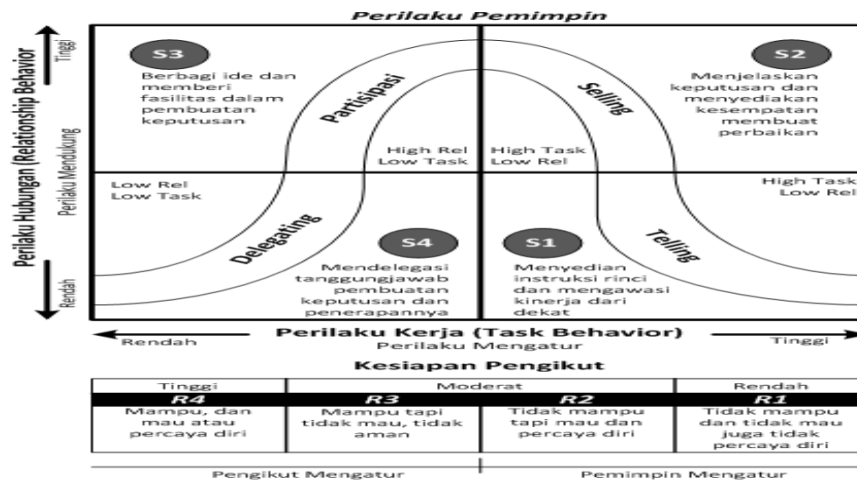 Perilaku Pemimpin
Perilaku Hubungan (Relationship Behavior)
Perilaku Mendukung
Tinggi
Rendah
S3
Berbagi ide dan
memberi
fasilitas dalam
pembuatan
keputusan
Partisipasi
High Rel
Low Task
S2
Menjelaskan
keputusan dan
menyediakan
kesempatan
membuat
perbaikan
Selling
High Task
Low Rel
Low Rel
Low Task
Delegating
S4
Mendelegasi
tanggungjawab
pembuatan
keputusan dan
penerapannya
High Task
Low Rel
S1
Menyedian
instruksi rinci
dan mengawasi
kinerja dari
dekat
Telling
Perilaku Kerja (Task Behavior)
Rendah
Perilaku Mengatur
Tinggi
Kesiapan Pengikut
Tinggi Moderat Rendah
R4 R3 R2 R1
Mampu, dan
mau atau
percaya diri
Mampu tapi
tidak mau, tidak
aman
Tidak mampu
tapi mau dan
percaya diri
Tidak mampu
dan tidak mau
juga tidak
percaya diri
Pengikut Mengatur Pemimpin Mengatur